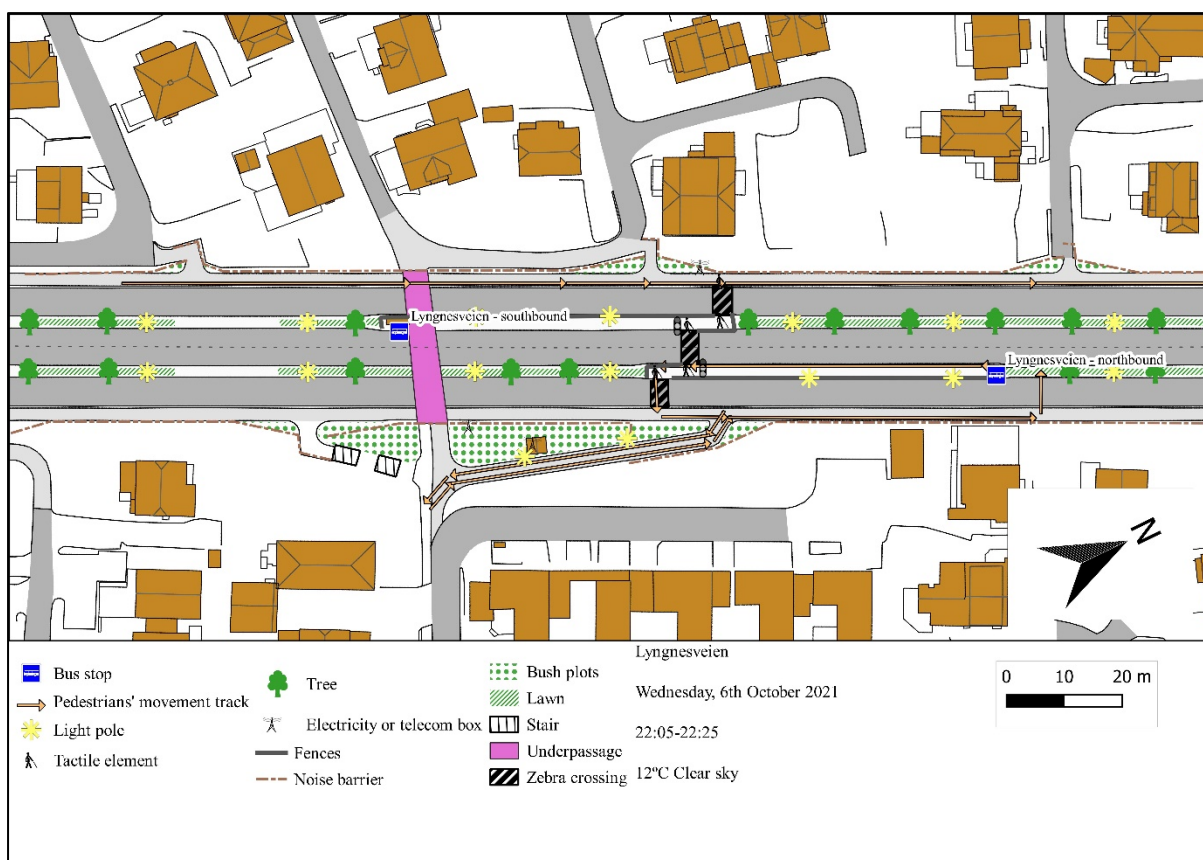 Lyngnesveien - southbound
Lyngnesveien - northbound
N
Bus stop
Pedestrians' movement track
Light pole
Tactile element
Tree
Electricity or telecom box
Fences
Noise barrier
Bush plots
Lawn
Stair
Underpassage
Zebra crossing
Lyngnesveien
Wednesday, 6th October 2021
22:05-22:25
12°C Clear sky
0 10 20 m